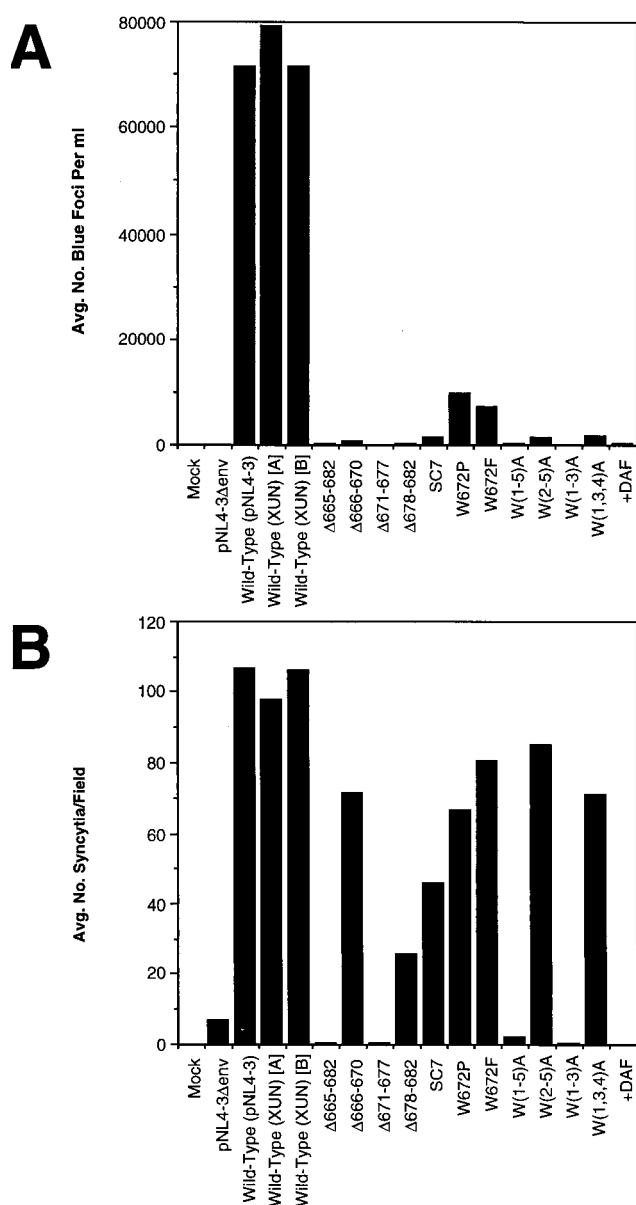 A
Avg. No. Blue Foci Per ml
80000
60000
40000
20000
0
Mock
pNL4-3Δenv
Wild-Type (pNL4-3)
Wild-Type (XUN) [A]
Wild-Type (XUN) [B]
Δ665-682
Δ666-670
Δ671-677
Δ678-682
SC7
W672P
W672F
W(1-5)A
W(2-5)A
W(1-3)A
W(1,3,4)A
+DAF
B
Avg. No. Syncytia/Field
120
100
80
60
40
20
0
Mock
pNL4-3Δenv
Wild-Type (pNL4-3)
Wild-Type (XUN) [A]
Wild-Type (XUN) [B]
Δ665-682
Δ666-670
Δ671-677
Δ678-682
SC7
W672P
W672F
W(1-5)A
W(2-5)A
W(1-3)A
W(1,3,4)A
+DAF